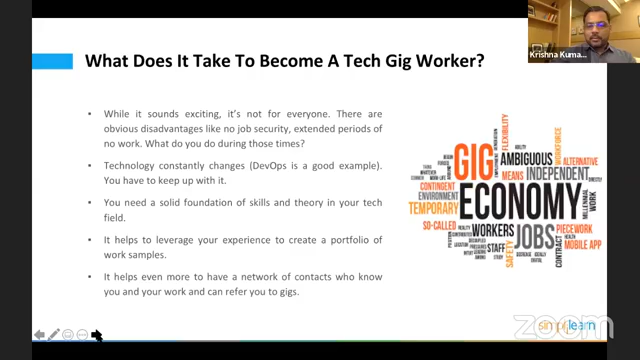 Krishna Kuma...
What Does It Take To Become A Tech Gig Worker?
• While it sounds exciting, it's not for everyone. There are
obvious disadvantages like no job security, extended periods of
no work. What do you do during those times?
• Technology constantly changes (DevOps is a good example).
You have to keep up with it.
• You need a solid foundation of skills and theory in your tech
field.
• It helps to leverage your experience to create a portfolio of
work samples.
• It helps even more to have a network of contacts who know
you and your work and can refer you to gigs.
GIG
FLEXIBILITY
WORKFORCE
AMBIGUOUS
ALTERNATIVE
MEANS
INDEPENDENT
CONTINGENT
ENVIRONMENT
TEMPORARY
ECONOMY
MILLENNIAL
WORK
SO-CALLED
WORKERS
STAFF
SAFETY
JOBS
CONTRACT
PIECEWORK
MOBILE APP
simplilearn
zoom